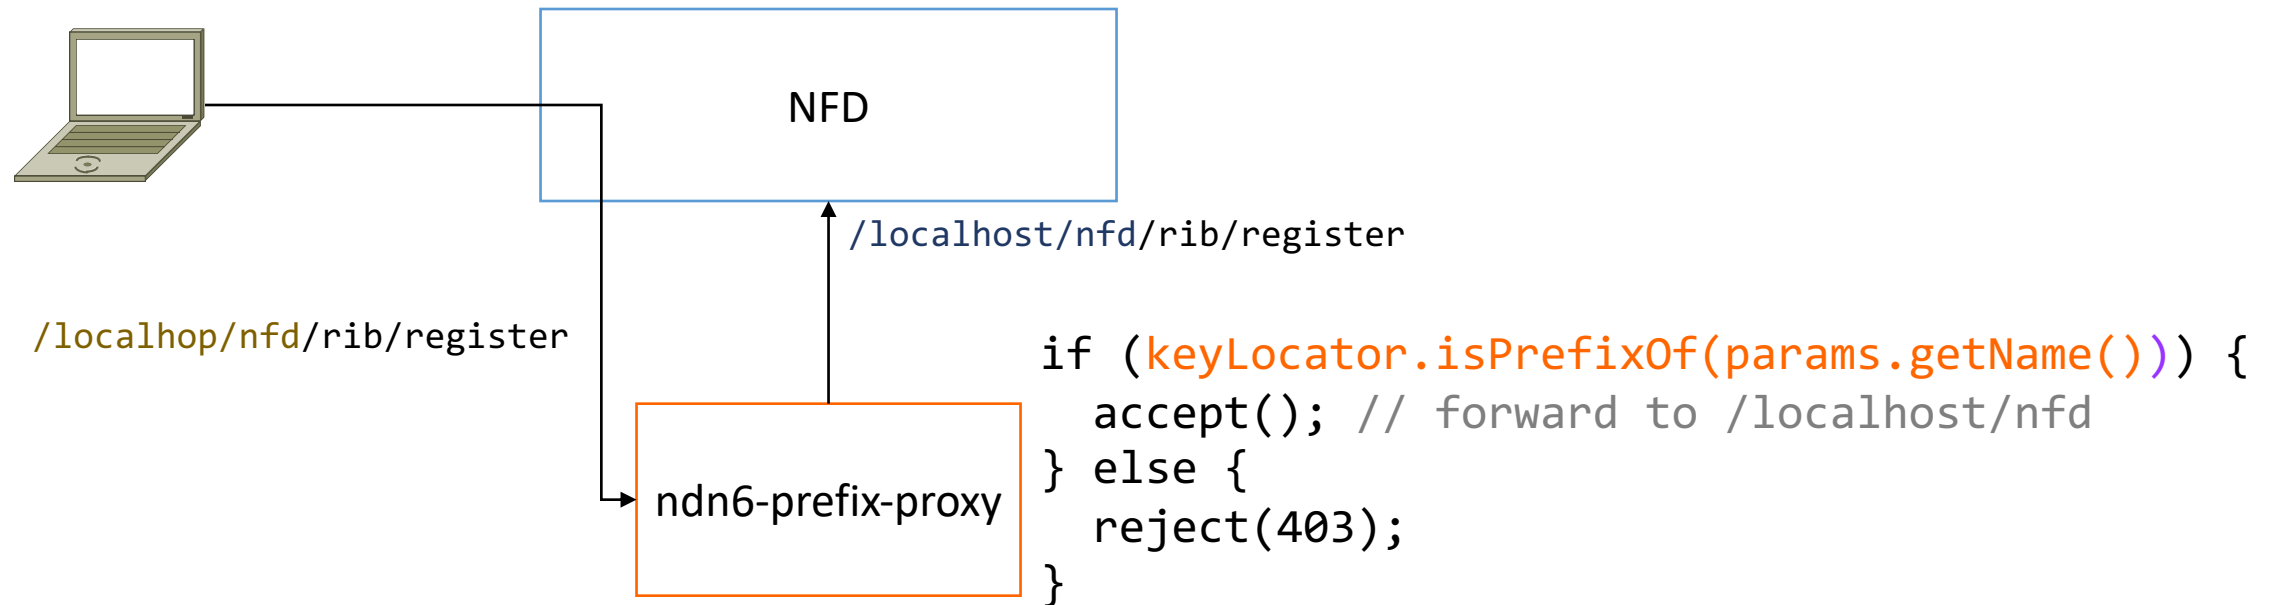 NFD
/localhost/nfd/rib/register
/localhop/nfd/rib/register
ndn6-prefix-proxy
if (keyLocator.isPrefixOf(params.getName())) {
  accept(); // forward to /localhost/nfd
} else {
  reject(403);
}